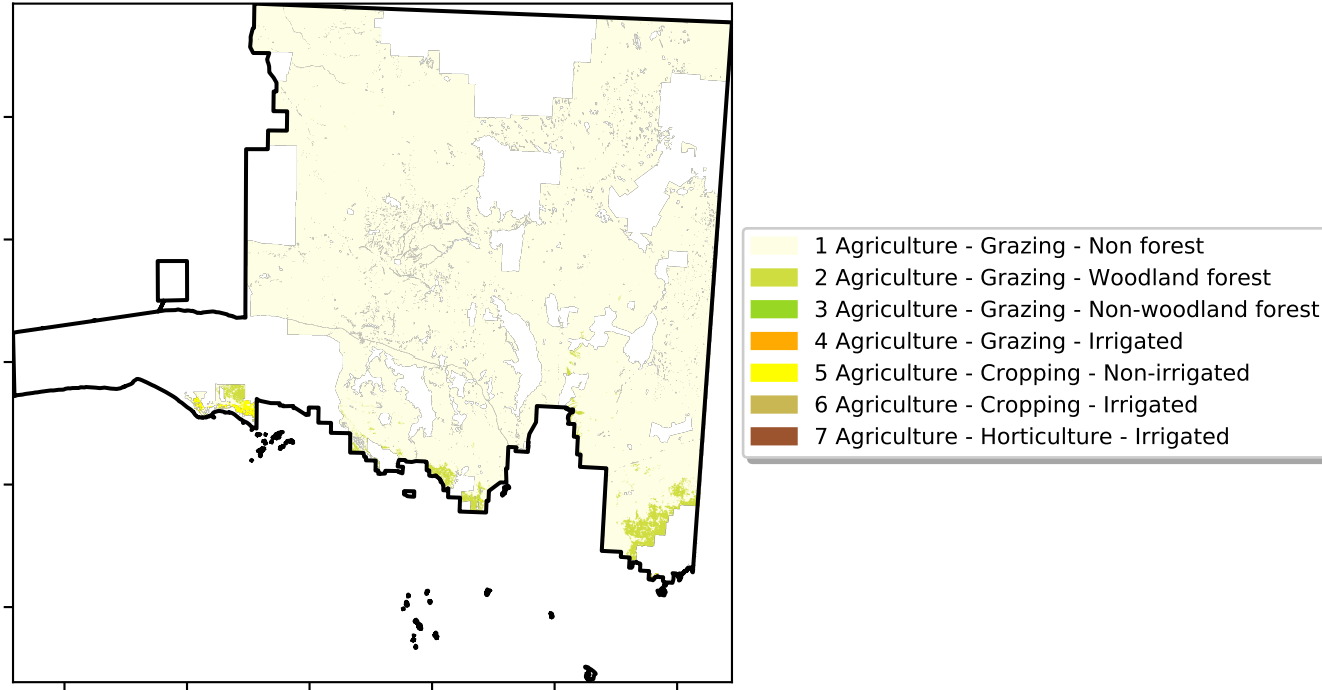 1 Agriculture - Grazing - Non forest
2 Agriculture - Grazing - Woodland forest
3 Agriculture - Grazing - Non-woodland forest
4 Agriculture - Grazing - Irrigated
5 Agriculture - Cropping - Non-irrigated
6 Agriculture - Cropping - Irrigated
7 Agriculture - Horticulture - Irrigated